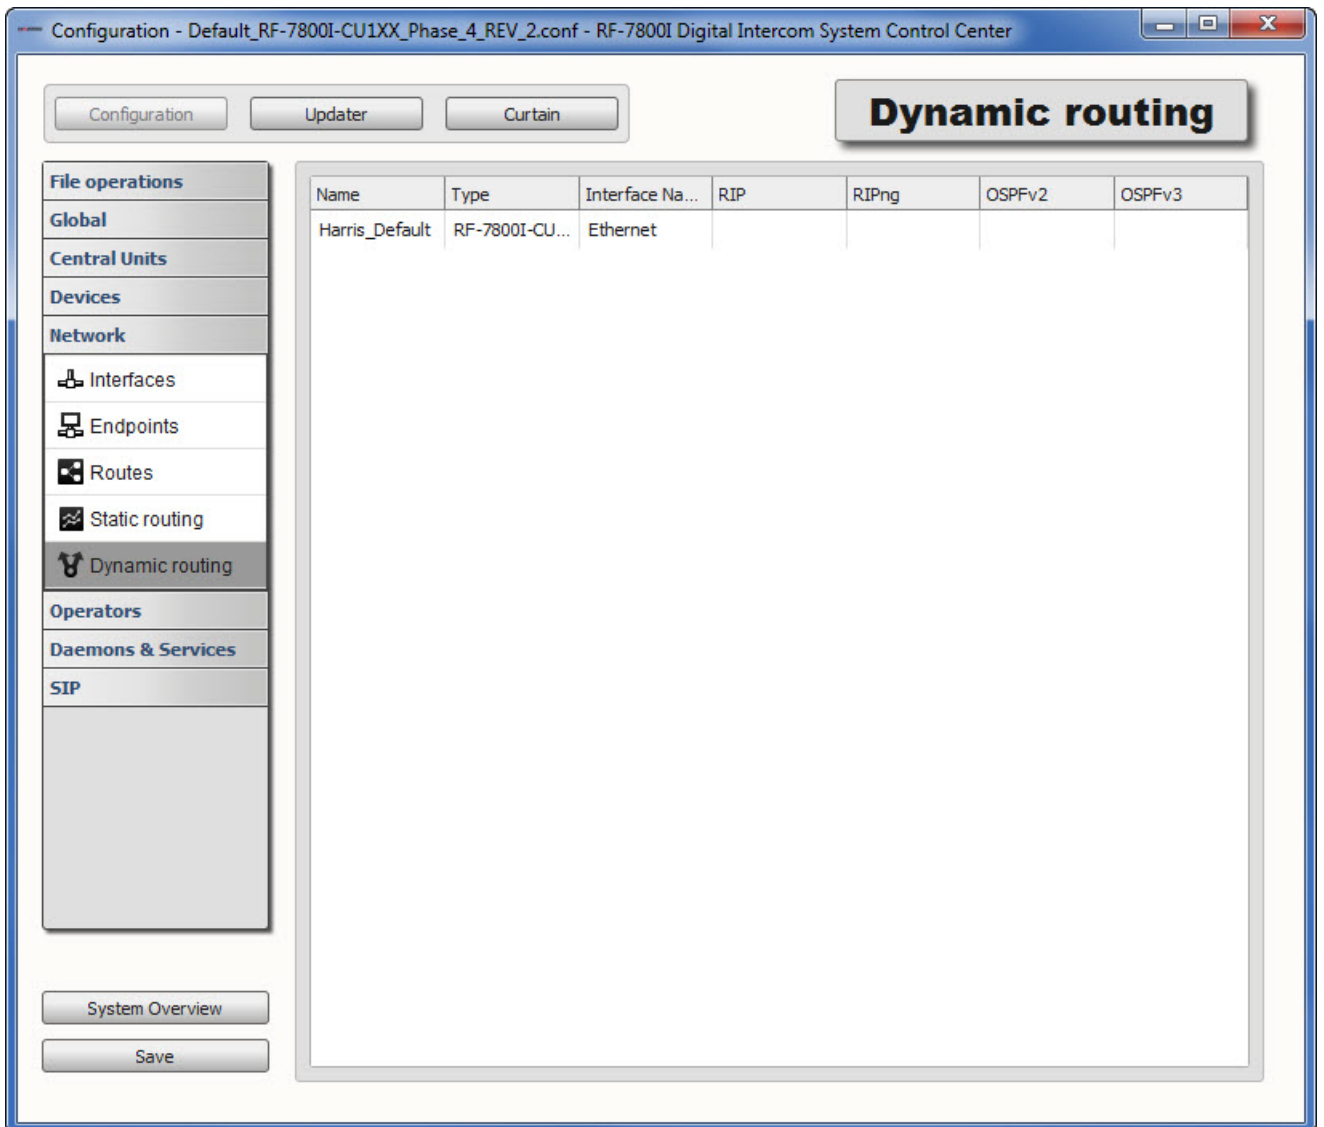 Configuration - Default_RF-7800I-CU1XX_Phase_4_REV_2.conf - RF-7800I Digital Intercom System Control Center
Configuration Updater Curtain
Dynamic routing
File operations
Global
Central Units
Devices
Network
Interfaces
Endpoints
Routes
Static routing
Dynamic routing
Operators
Daemons & Services
SIP
System Overview
Save
Name Type Interface Na... RIP RIPng OSPFv2 OSPFv3
Harris_Default RF-7800I-CU... Ethernet